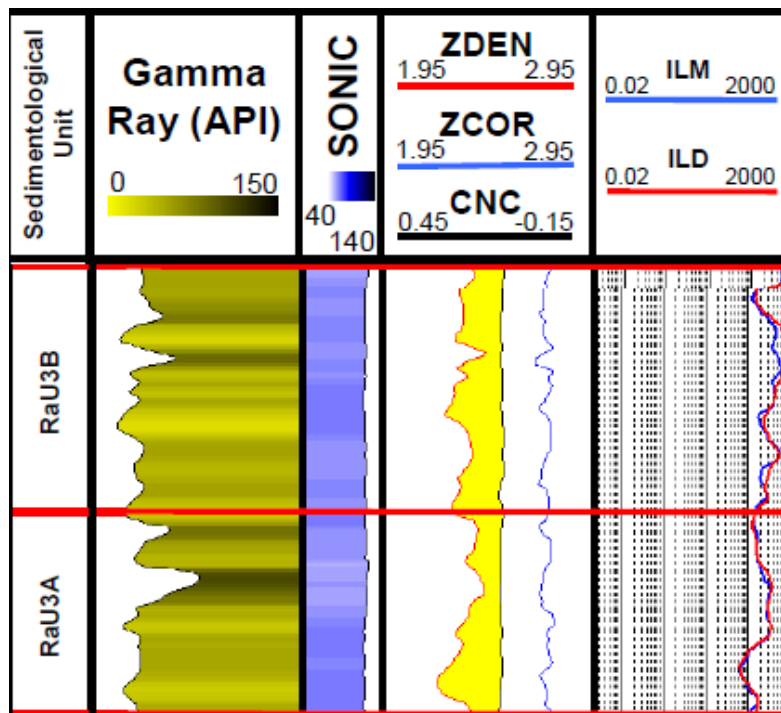 Sedimentological
Unit
Gamma
Ray (API)
0 150
SONIC
40
140
ZDEN
1.95 2.95
ZCOR
1.95 2.95
CNC
0.45 -0.15
ILM
0.02 2000
ILD
0.02 2000
RaU3B
RaU3A